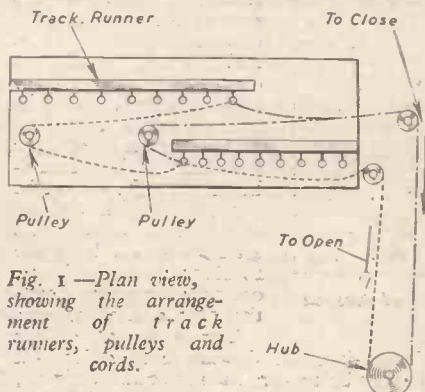 Track, Runner
To Close
Pulley
Pulley
To Open
Fig. 1 —Plan view,
showing the arrange-
ment of track
runners, pulleys and
cords.
Hub